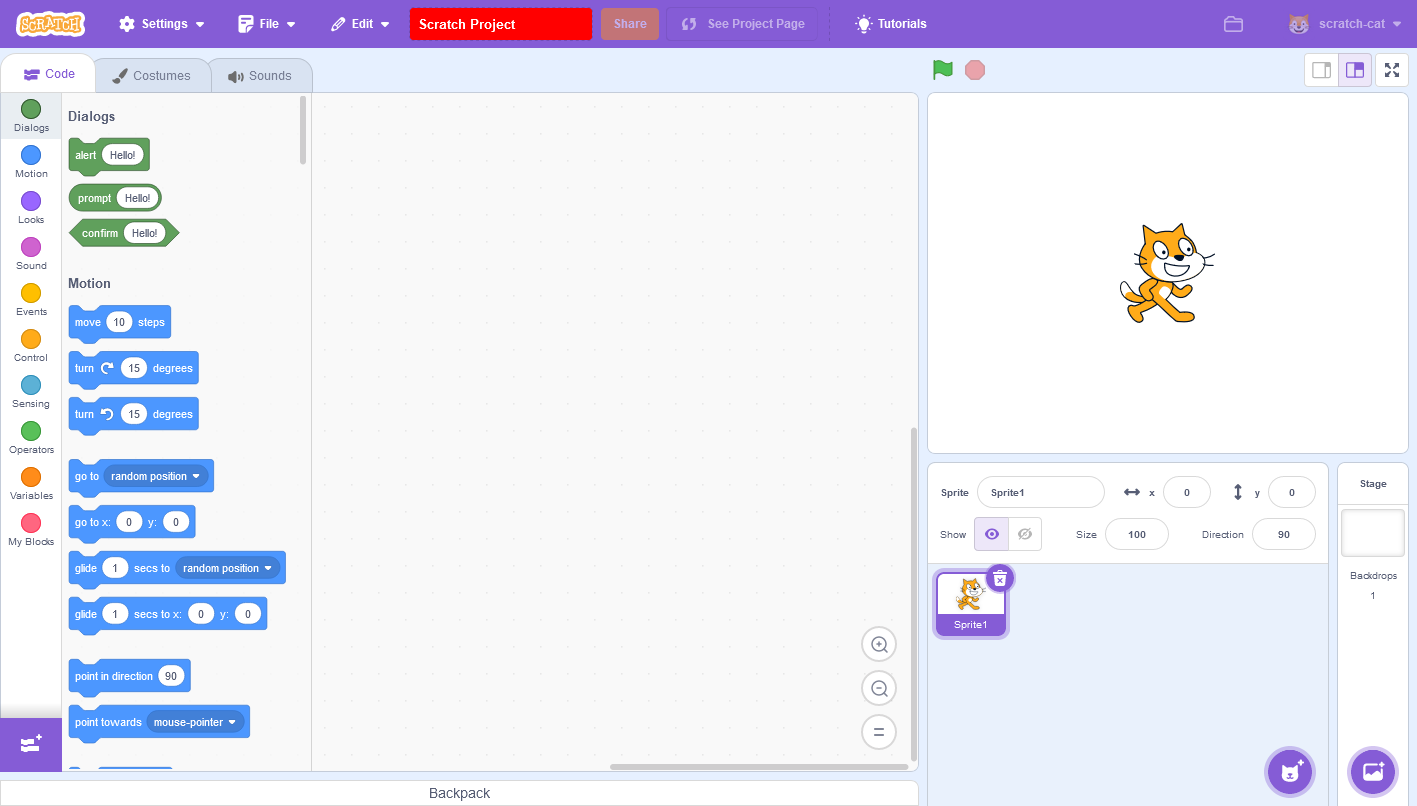 SCRATCH
Settings
File
Edit
Scratch Project
Share
See Project Page
Tutorials
scratch-cat
Code
Costumes
Sounds
Dialogs
Motion
Looks
Sound
Events
Control
Sensing
Operators
Variables
My Blocks
Dialogs
alert Hello!
prompt Hello!
confirm Hello!
Motion
move 10 steps
turn 15 degrees
turn 15 degrees
go to random position
go to x: 0 y: 0
glide 1 secs to random position
glide 1 secs to x: 0 y: 0
point in direction 90
point towards mouse-pointer
Backpack
Sprite Sprite1 x 0 y 0
Show Size 100 Direction 90
Sprite1
Stage
Backdrops
1